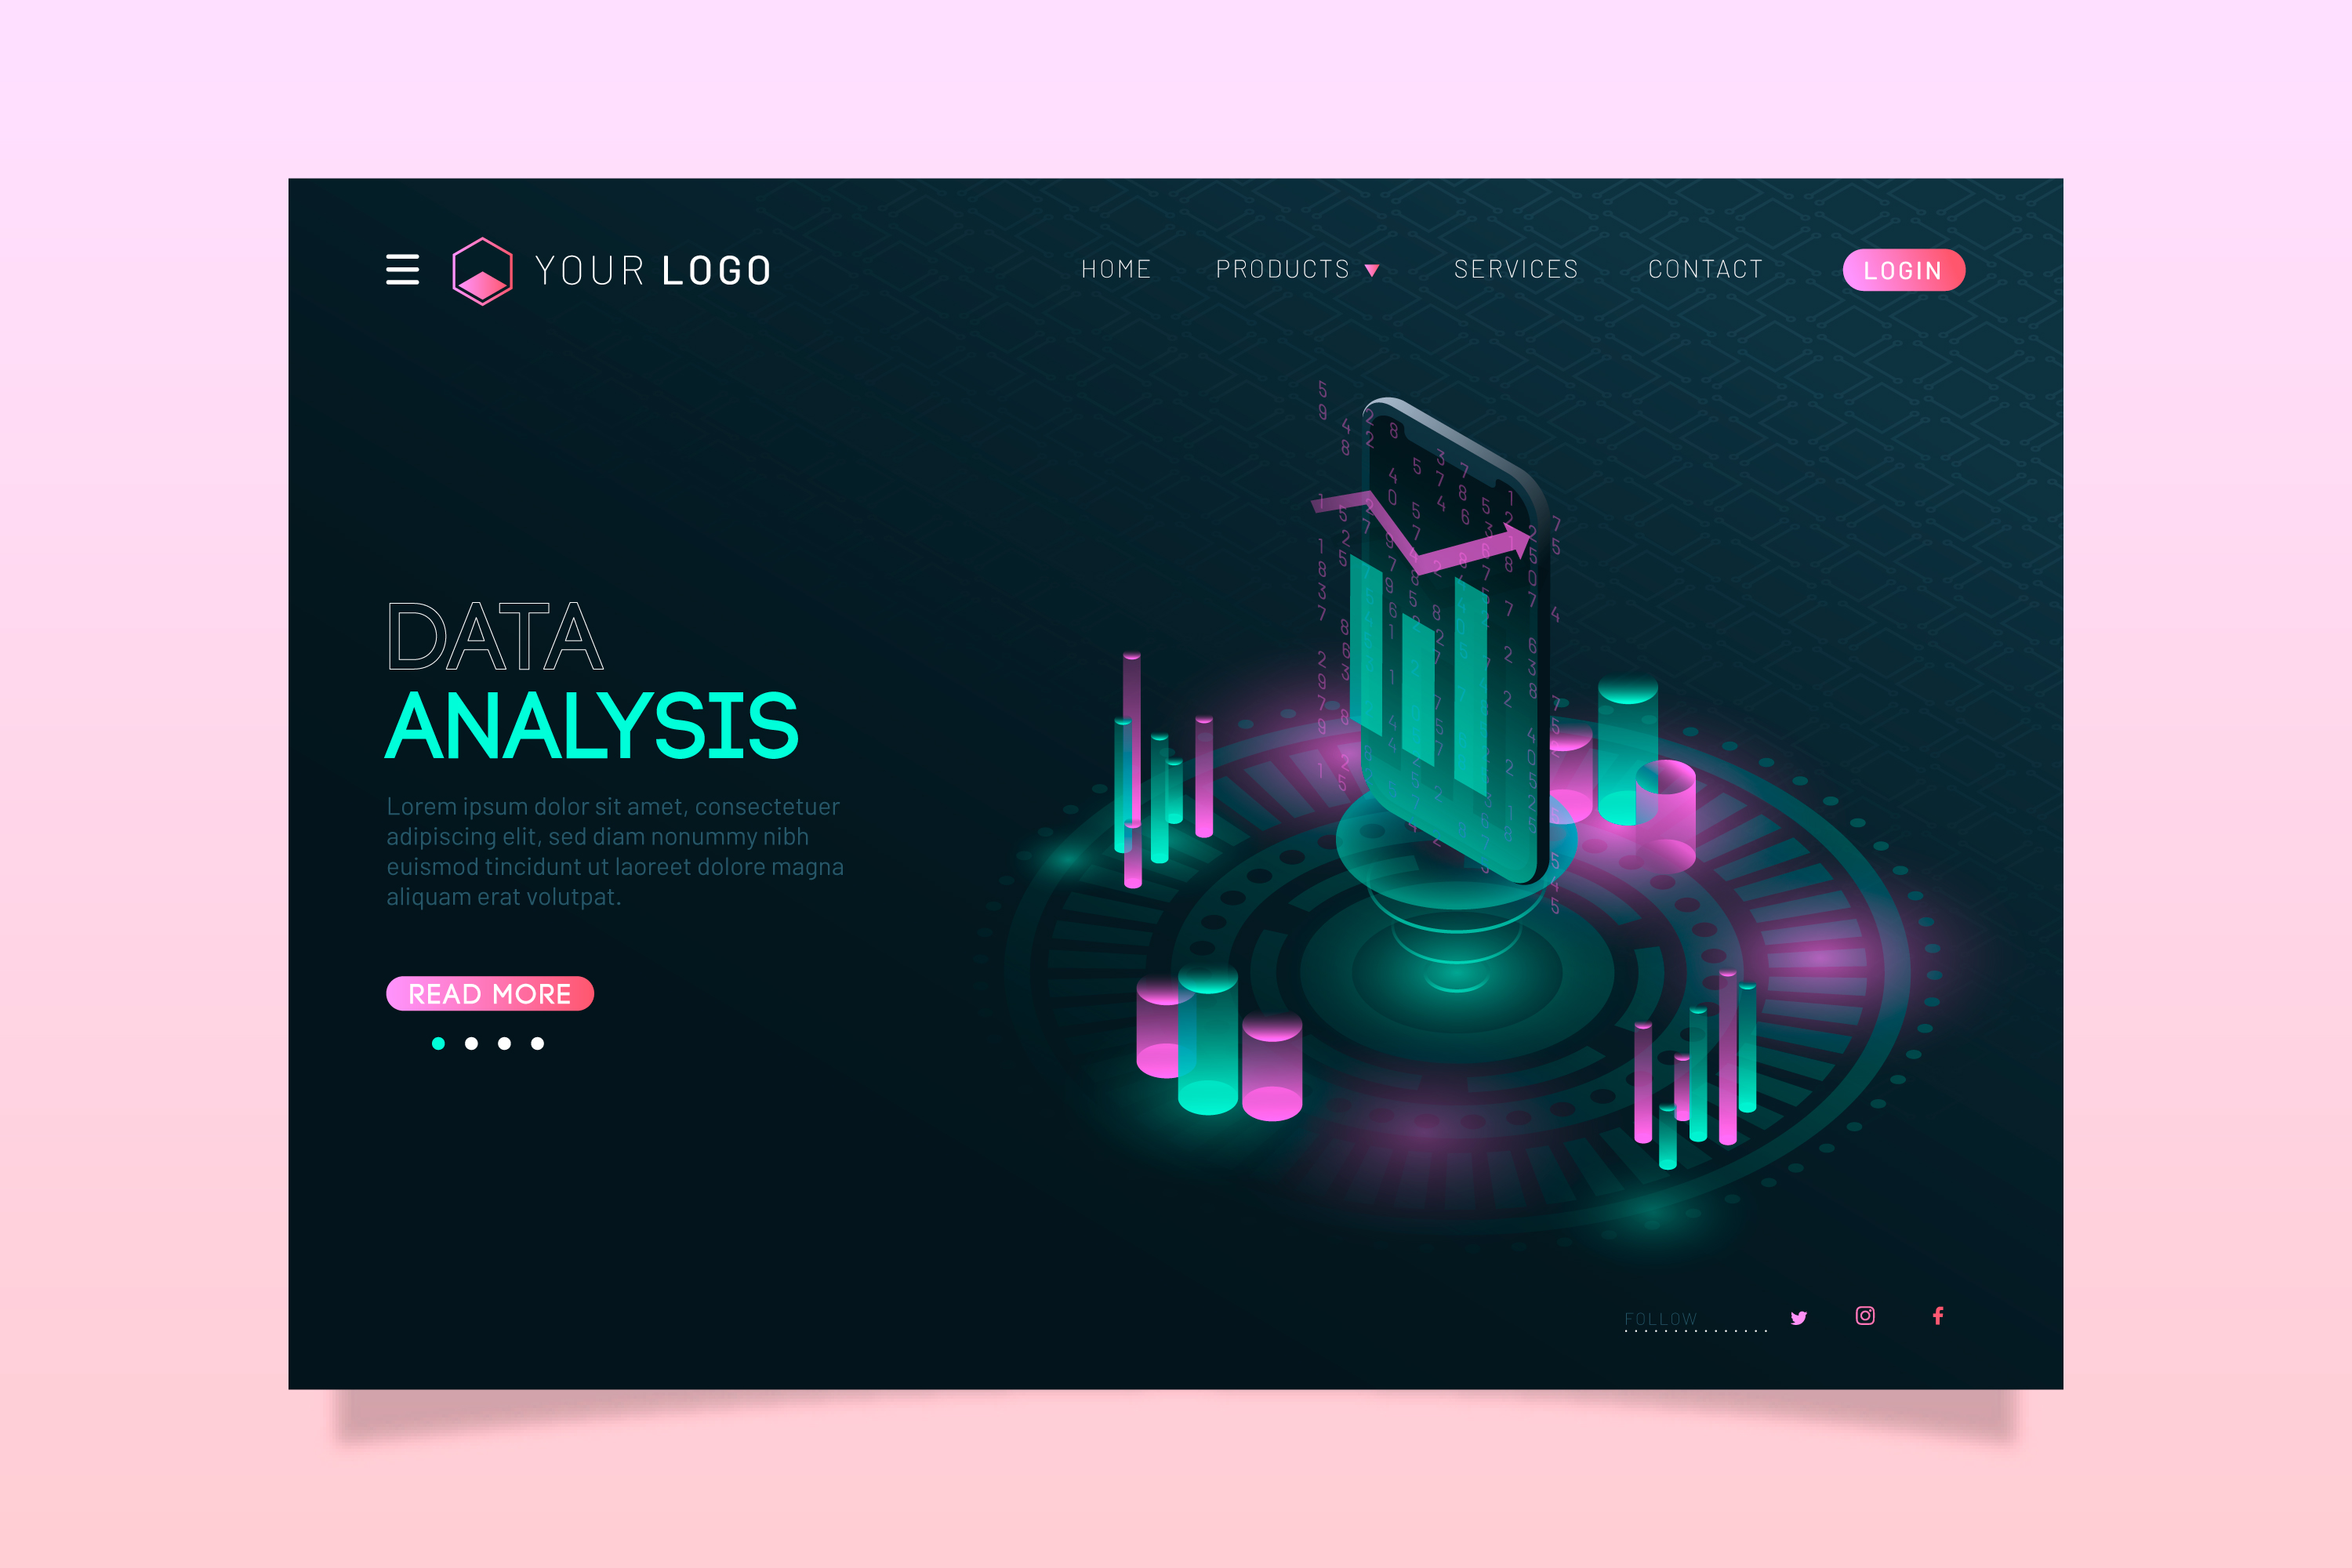 YOUR LOGO
HOME PRODUCTS SERVICES CONTACT LOGIN
DATA
ANALYSIS
Lorem ipsum dolor sit amet, consectetuer
adipiscing elit, sed diam nonummy nibh
euismod tincidunt ut laoreet dolore magna
aliquam erat volutpat.
READ MORE
FOLLOW